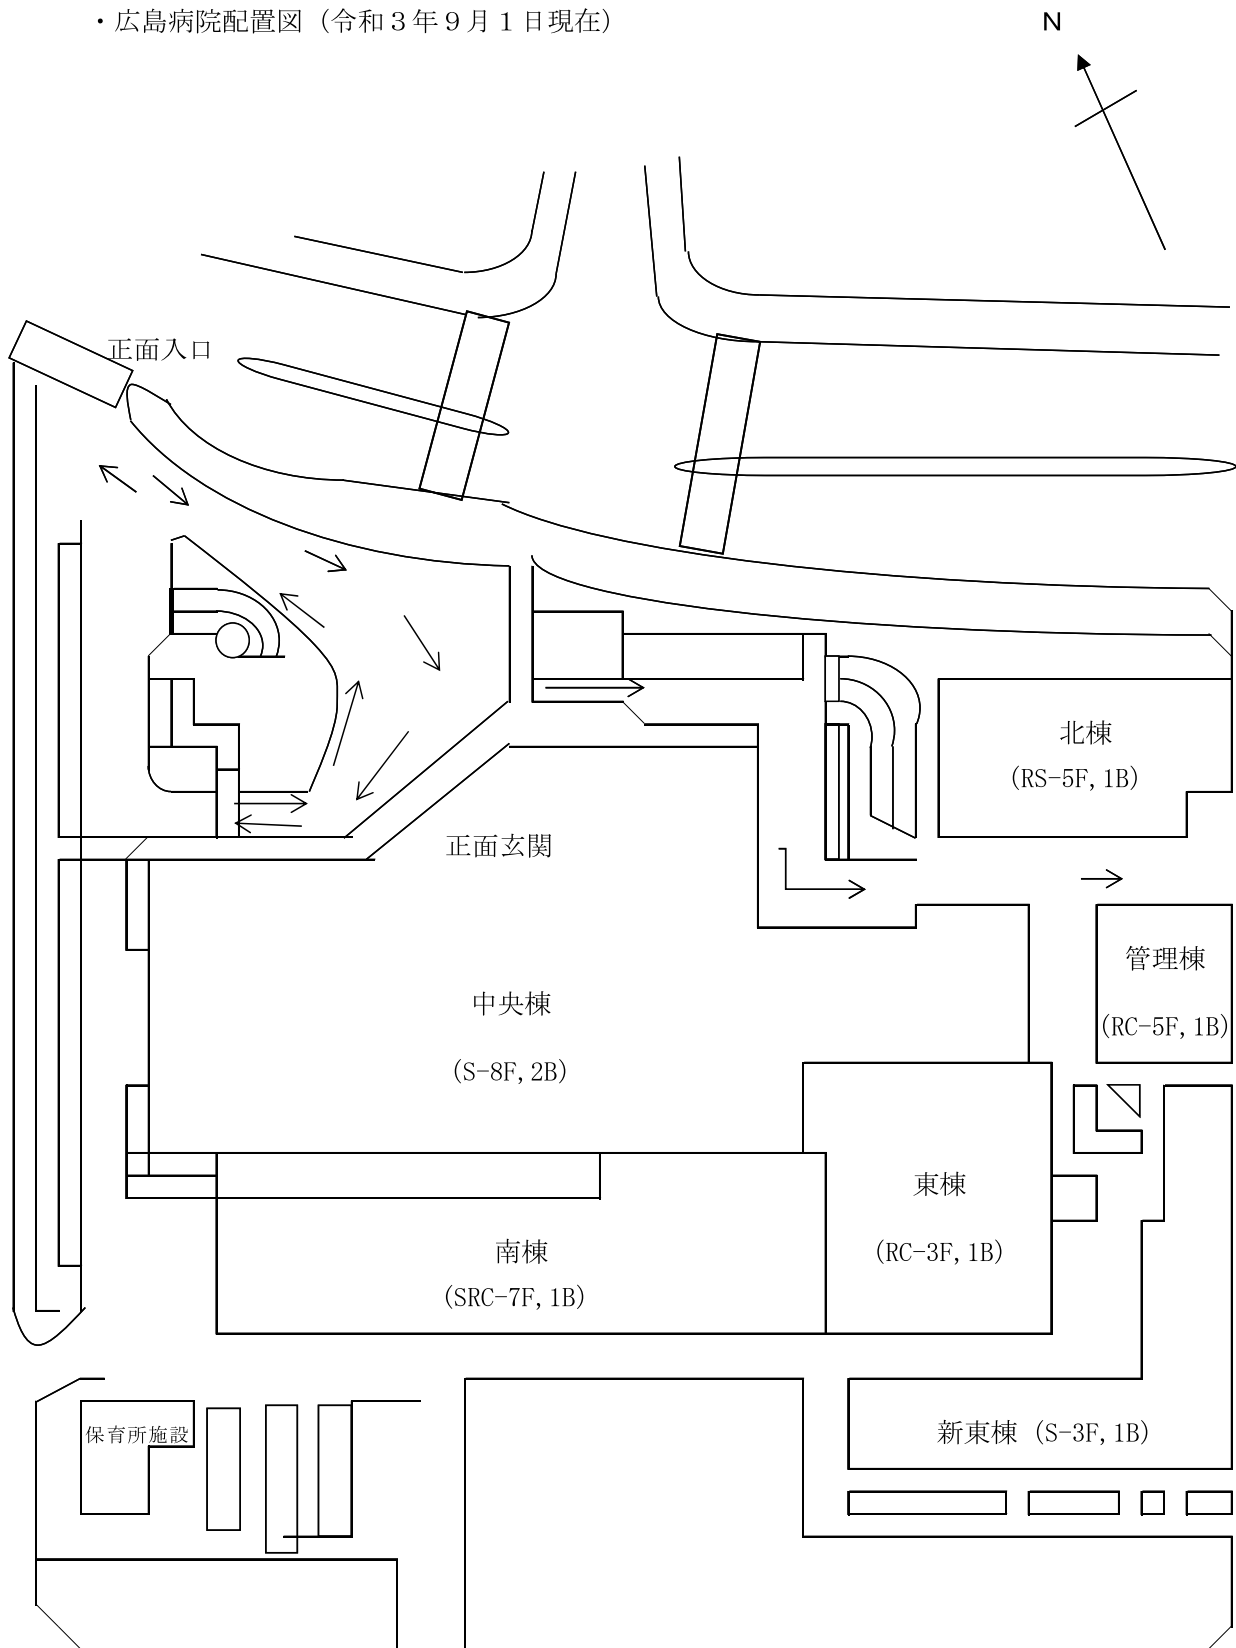 ・広島病院配置図（令和３年９月１日現在）
N
正面入口
北棟
(RS-5F, 1B)
正面玄関
管理棟
(RC-5F, 1B)
中央棟
(S-8F, 2B)
東棟
(RC-3F, 1B)
南棟
(SRC-7F, 1B)
保育所施設
新東棟（S-3F, 1B）